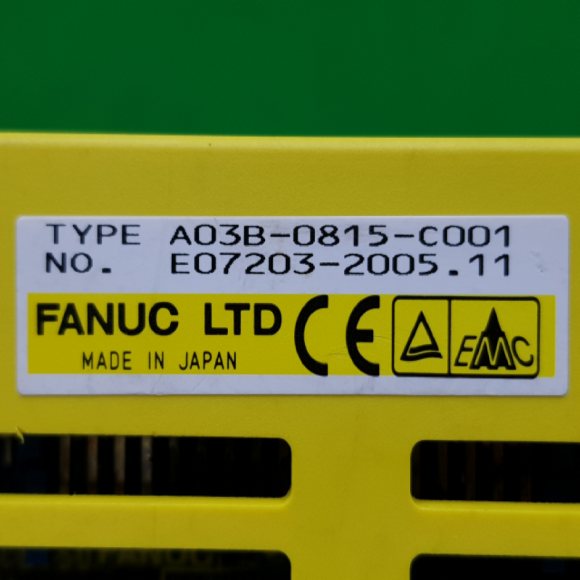 TYPE A03B-0815-C001
NO. E07203-2005.11
FANUC LTD CE EMC
MADE IN JAPAN